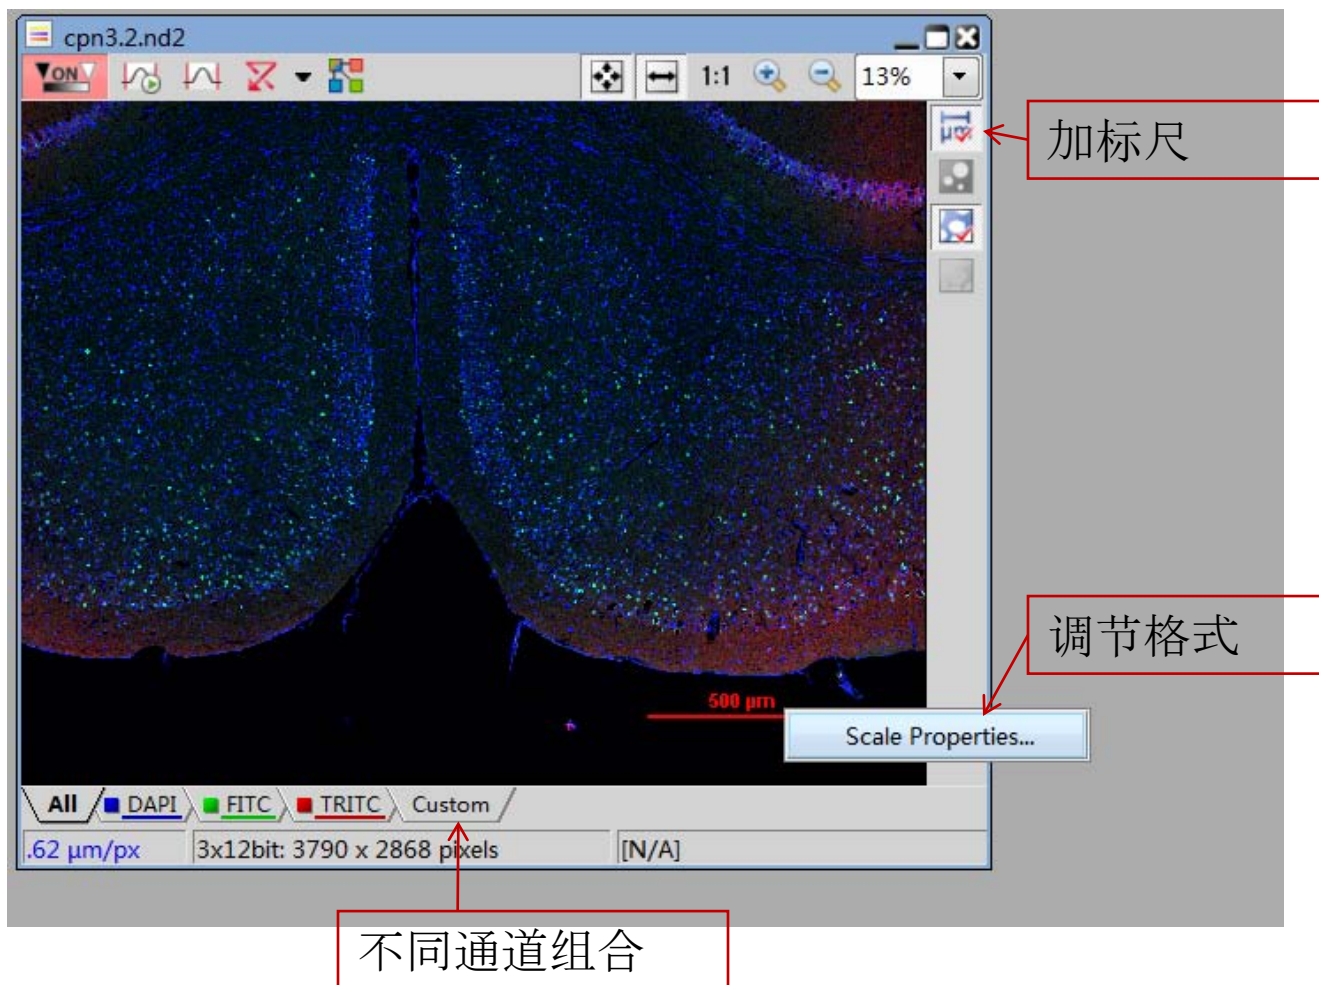 cpn3.2.nd2
ON
1:1
13%
µm
加标尺
调节格式
500 µm
Scale Properties...
All DAPI FITC TRITC Custom
.62 µm/px 3x12bit: 3790 x 2868 pixels [N/A]
不同通道组合